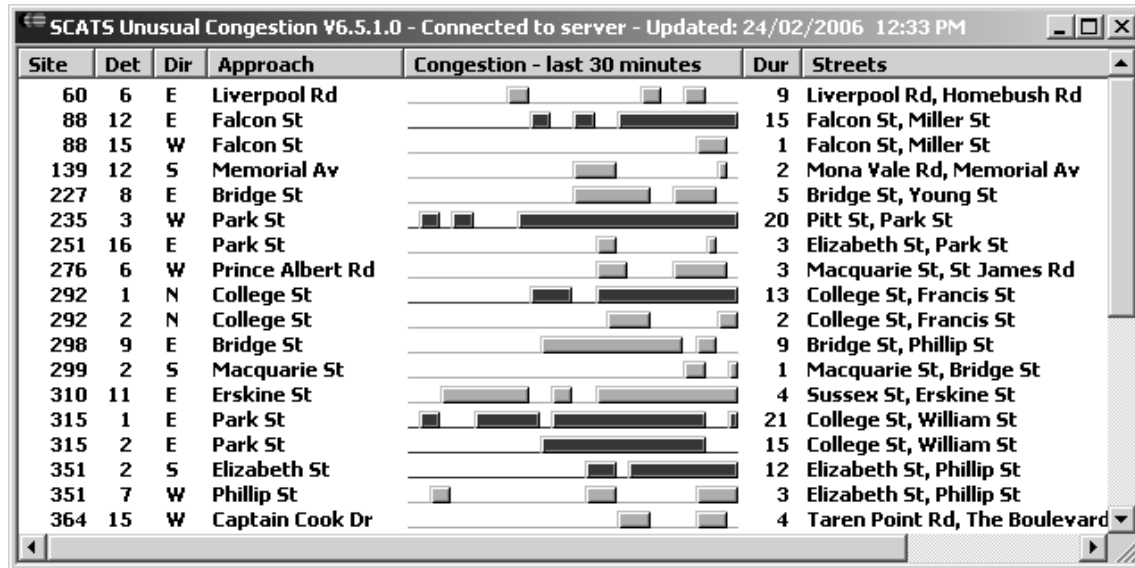 SCATS Unusual Congestion V6.5.1.0 - Connected to server - Updated: 24/02/2006 12:33 PM
Site Det Dir Approach Congestion - last 30 minutes Dur Streets
60 6 E Liverpool Rd 9 Liverpool Rd, Homebush Rd
88 12 E Falcon St 15 Falcon St, Miller St
88 15 W Falcon St 1 Falcon St, Miller St
139 12 S Memorial Av 2 Mona Vale Rd, Memorial Av
227 8 E Bridge St 5 Bridge St, Young St
235 3 W Park St 20 Pitt St, Park St
251 16 E Park St 3 Elizabeth St, Park St
276 6 W Prince Albert Rd 3 Macquarie St, St James Rd
292 1 N College St 13 College St, Francis St
292 2 N College St 2 College St, Francis St
298 9 E Bridge St 9 Bridge St, Phillip St
299 2 S Macquarie St 1 Macquarie St, Bridge St
310 11 E Erskine St 4 Sussex St, Erskine St
315 1 E Park St 21 College St, William St
315 2 E Park St 15 College St, William St
351 2 S Elizabeth St 12 Elizabeth St, Phillip St
351 7 W Phillip St 3 Elizabeth St, Phillip St
364 15 W Captain Cook Dr 4 Taren Point Rd, The Boulevard